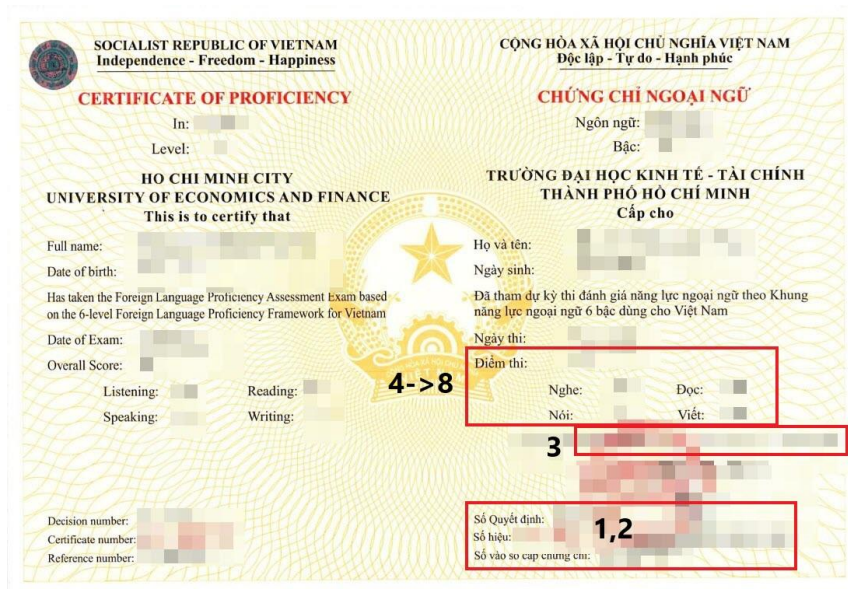 SOCIALIST REPUBLIC OF VIETNAM
Independence - Freedom - Happiness
CERTIFICATE OF PROFICIENCY
In:
Level:
HO CHI MINH CITY
UNIVERSITY OF ECONOMICS AND FINANCE
This is to certify that
Full name:
Date of birth:
Has taken the Foreign Language Proficiency Assessment Exam based
on the 6-level Foreign Language Proficiency Framework for Vietnam
Date of Exam:
Overall Score:
Listening: Reading:
Speaking: Writing:
Decision number:
Certificate number:
Reference number:
CỘNG HÒA XÃ HỘI CHỦ NGHĨA VIỆT NAM
Độc lập - Tự do - Hạnh phúc
CHỨNG CHỈ NGOẠI NGỮ
Ngôn ngữ:
Bậc:
TRƯỜNG ĐẠI HỌC KINH TẾ - TÀI CHÍNH
THÀNH PHỐ HỒ CHÍ MINH
Cấp cho
Họ và tên:
Ngày sinh:
Đã tham dự kỳ thi đánh giá năng lực ngoại ngữ theo Khung
năng lực ngoại ngữ 6 bậc dùng cho Việt Nam
Ngày thi:
4->8
Điểm thi:
Nghe: Đọc:
Nói: Viết:
3
Số Quyết định:
1,2
Số hiệu:
Số vào sổ cấp chứng chỉ: